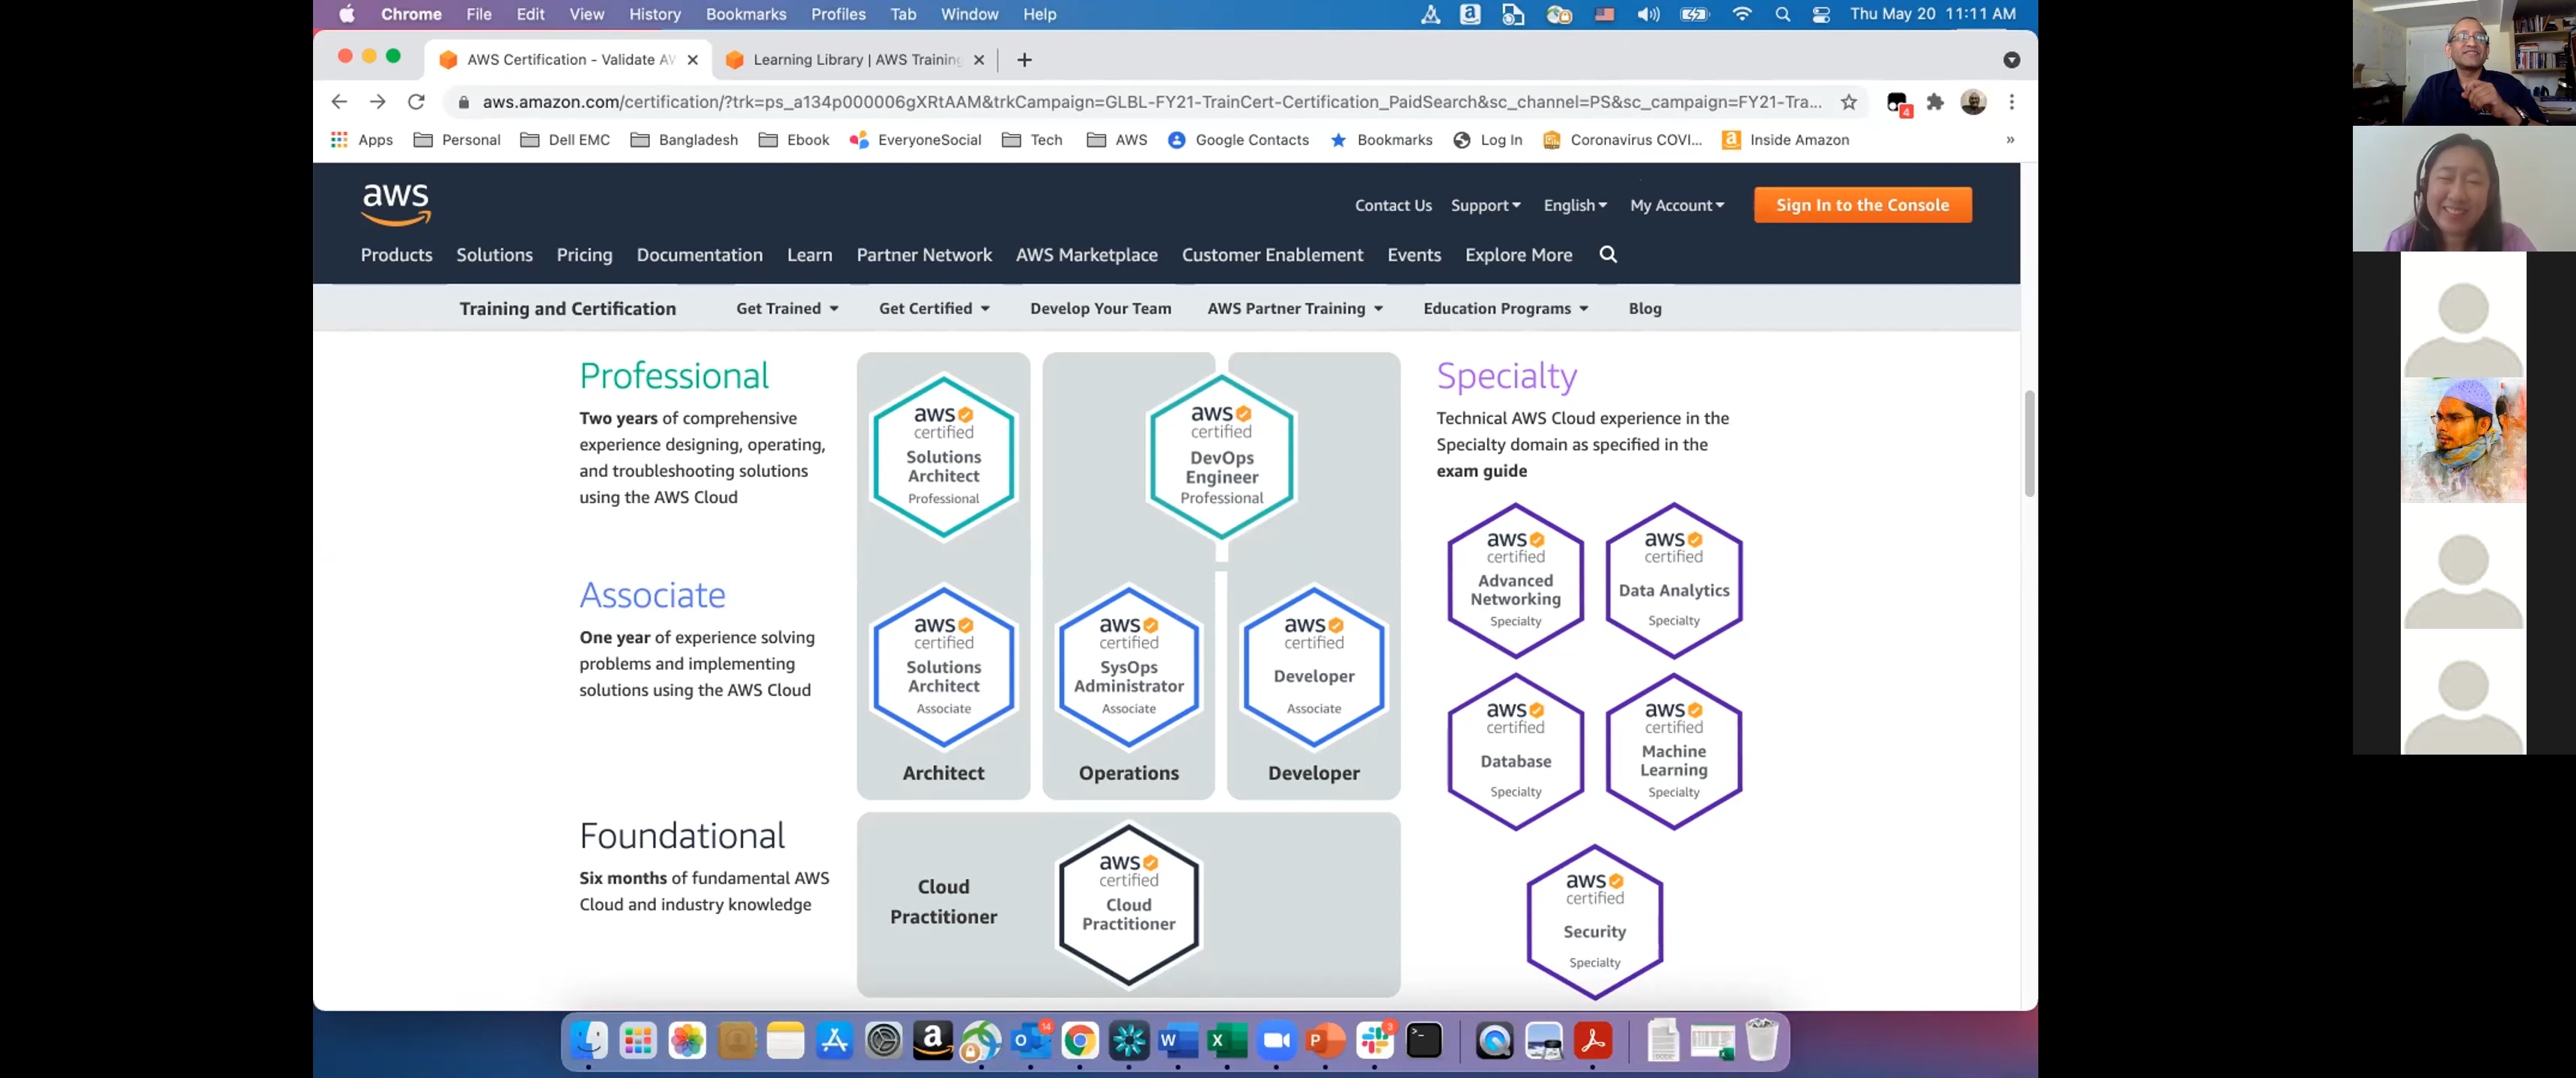 Chrome File Edit View History Bookmarks Profiles Tab Window Help
Thu May 20 11:11 AM
AWS Certification - Validate AW
Learning Library | AWS Training
aws.amazon.com/certification/?trk=ps_a134p000006gXRtAAM&trkCampaign=GLBL-FY21-TrainCert-Certification_PaidSearch&sc_channel=PS&sc_campaign=FY21-Tra...
4
Apps Personal Dell EMC Bangladesh Ebook EveryoneSocial Tech AWS Google Contacts Bookmarks Log In Coronavirus COVI... Inside Amazon »
aws
Contact Us Support English My Account Sign In to the Console
Products Solutions Pricing Documentation Learn Partner Network AWS Marketplace Customer Enablement Events Explore More
Training and Certification Get Trained Get Certified Develop Your Team AWS Partner Training Education Programs Blog
Professional
Two years of comprehensive
experience designing, operating,
and troubleshooting solutions
using the AWS Cloud
aws
certified
Solutions
Architect
Professional
aws
certified
DevOps
Engineer
Professional
Associate
One year of experience solving
problems and implementing
solutions using the AWS Cloud
aws
certified
Solutions
Architect
Associate
Architect
aws
certified
SysOps
Administrator
Associate
Operations
aws
certified
Developer
Associate
Developer
Foundational
Six months of fundamental AWS
Cloud and industry knowledge
Cloud
Practitioner
aws
certified
Cloud
Practitioner
Specialty
Technical AWS Cloud experience in the
Specialty domain as specified in the
exam guide
aws
certified
Advanced
Networking
Specialty
aws
certified
Data Analytics
Specialty
aws
certified
Database
Specialty
aws
certified
Machine
Learning
Specialty
aws
certified
Security
Specialty
14
3